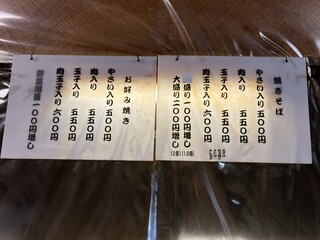 焼きそば
やさい入り 五〇〇円
肉入り 五五〇円
玉子入り 五五〇円
肉玉子入り 六〇〇円
盛り 一〇〇円増し (1.5倍)
大盛り 二〇〇円増し (2倍)
お好み焼き
やさい入り 五〇〇円
肉入り 五五〇円
玉子入り 五五〇円
肉玉子入り 六〇〇円
一〇〇円増し